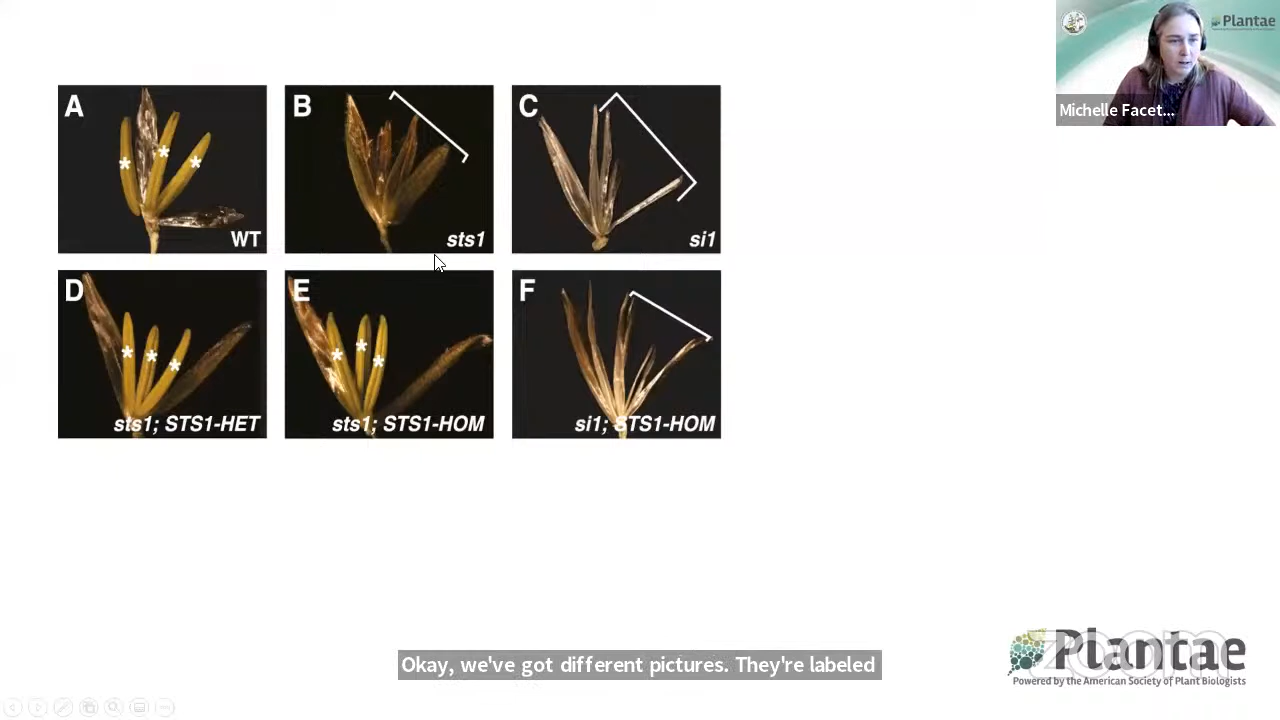 Plantae
Michelle Facet...
A
WT
B
sts1
C
si1
D
sts1; STS1-HET
E
sts1; STS1-HOM
F
si1; STS1-HOM
Okay, we've got different pictures. They're labeled
zoom
Plantae
Powered by the American Society of Plant Biologists